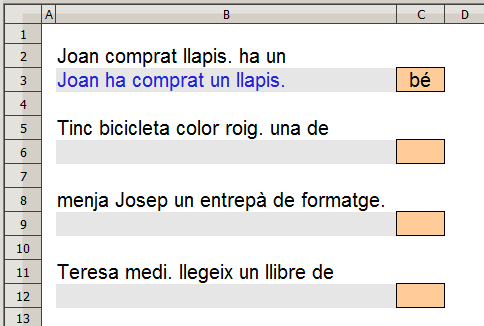 A B C D
1
2 Joan comprat llapis. ha un
3 Joan ha comprat un llapis. bé
4
5 Tinc bicicleta color roig. una de
6
7
8 menja Josep un entrepà de formatge.
9
10
11 Teresa medi. llegeix un llibre de
12
13